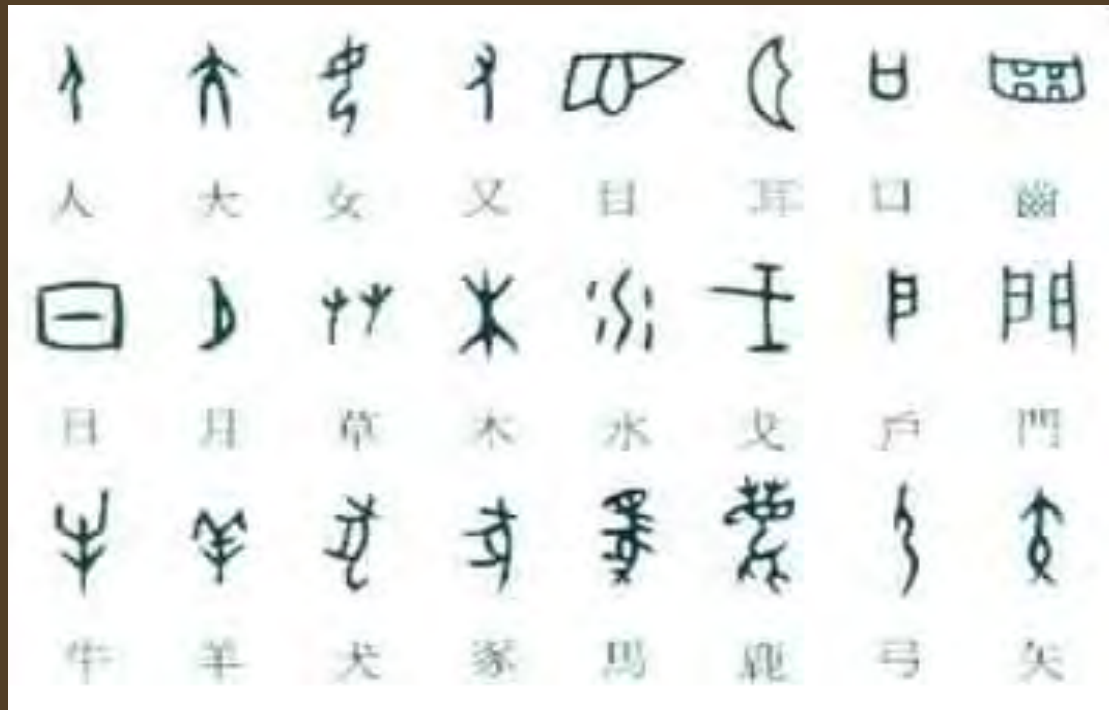 人 大 女 又 目 耳 口 齒
日 月 草 木 水 戈 戶 門
牛 羊 犬 豕 馬 鹿 弓 矢